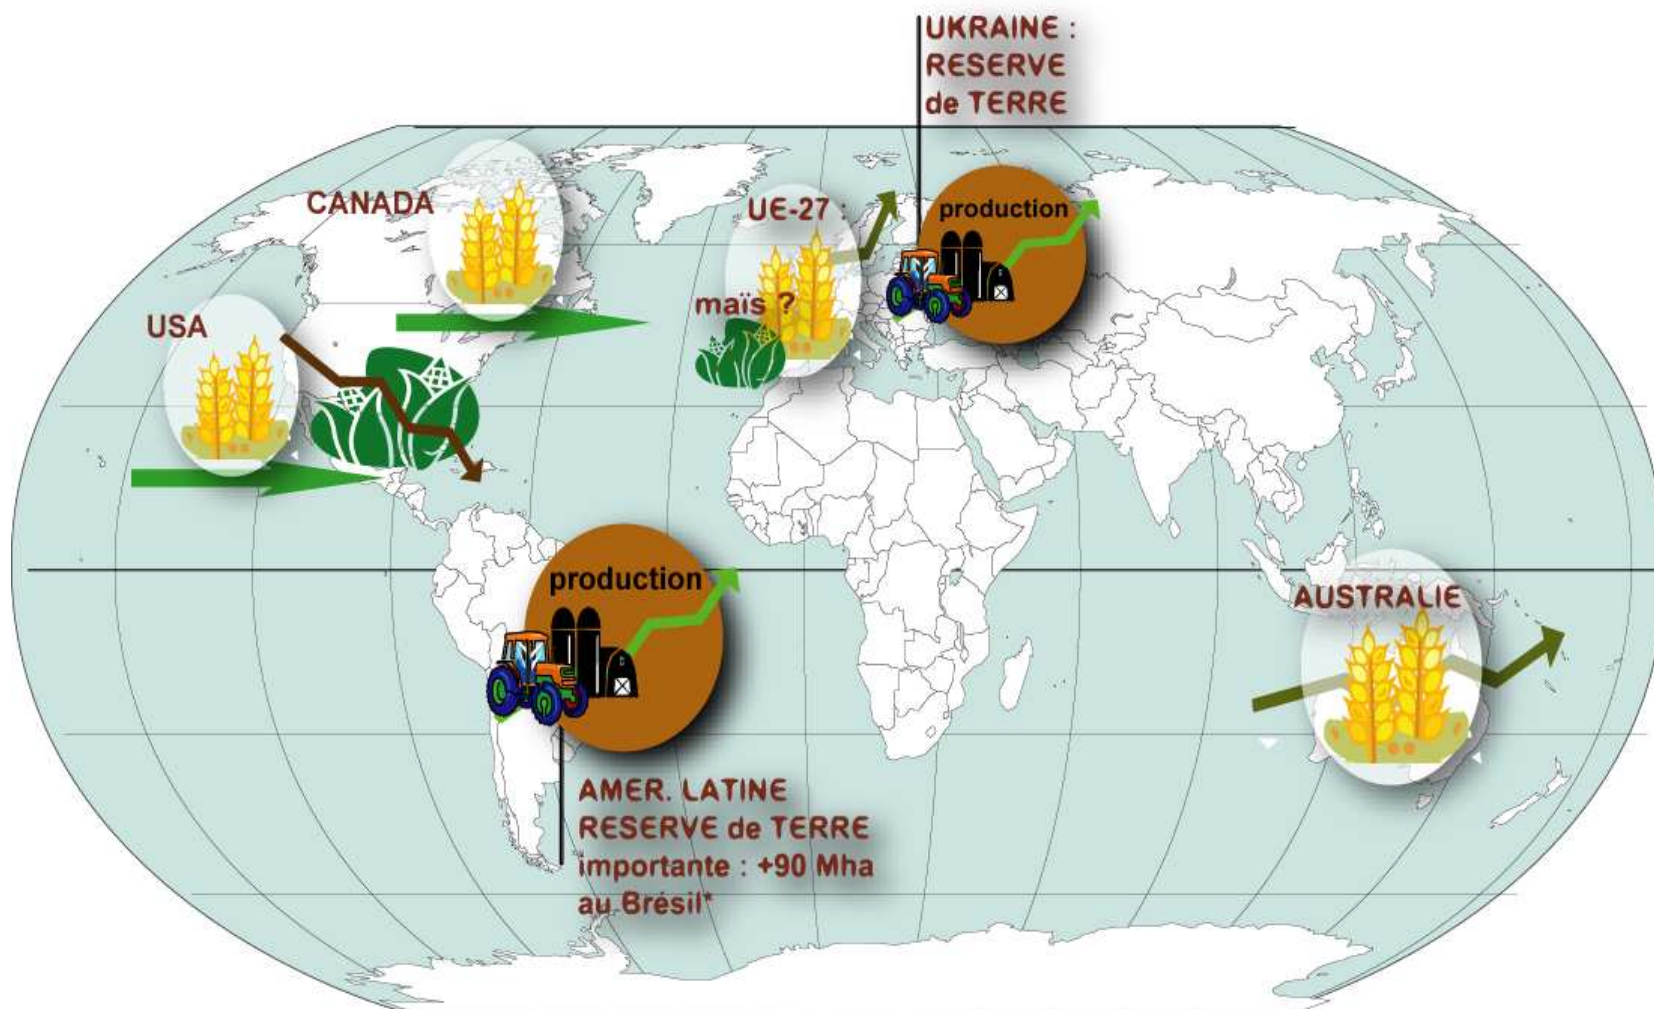 UKRAINE :
RESERVE
de TERRE
CANADA
UE-27 :
production
maïs ?
USA
production
AUSTRALIE
AMER. LATINE
RESERVE de TERRE
importante : +90 Mha
au Brésil*